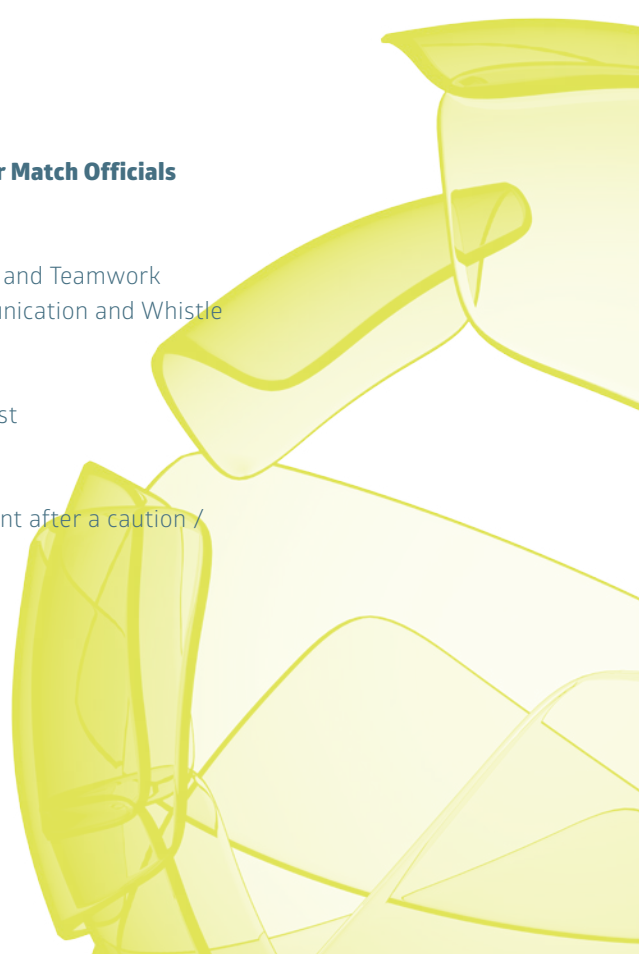 r Match Officials
and Teamwork
unication and Whistle
st
nt after a caution /